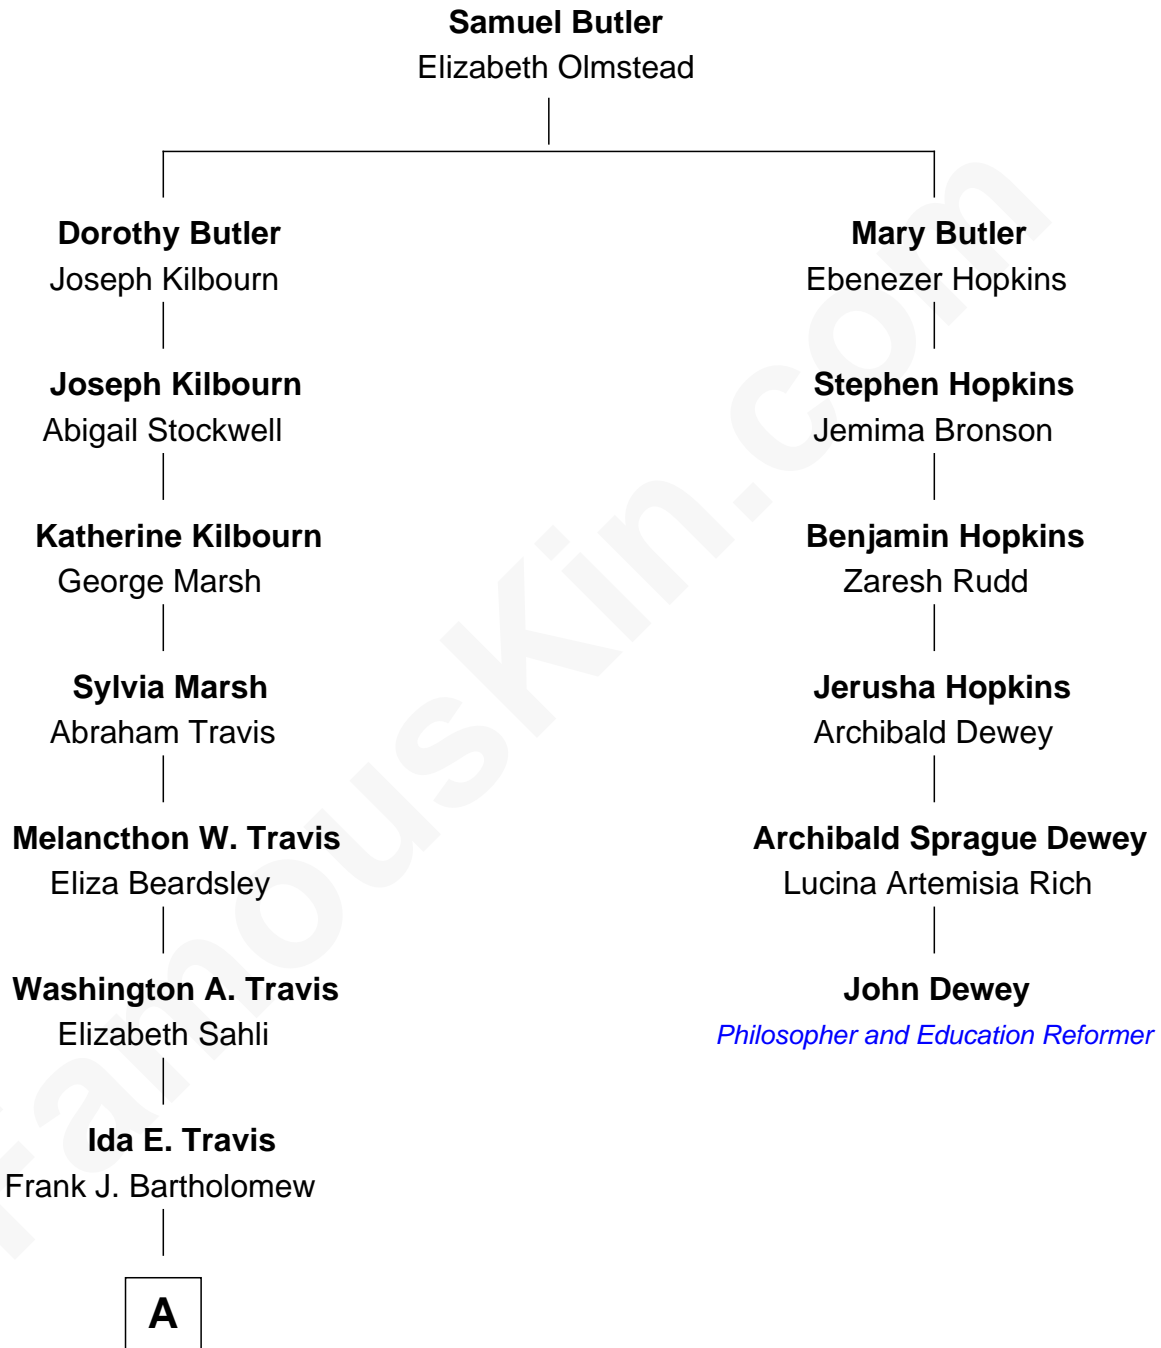 Samuel Butler
Elizabeth Olmstead
Dorothy Butler
Joseph Kilbourn
Mary Butler
Ebenezer Hopkins
Joseph Kilbourn
Abigail Stockwell
Stephen Hopkins
Jemima Bronson
Katherine Kilbourn
George Marsh
Benjamin Hopkins
Zaresh Rudd
Sylvia Marsh
Abraham Travis
Jerusha Hopkins
Archibald Dewey
Melancthon W. Travis
Eliza Beardsley
Archibald Sprague Dewey
Lucina Artemisia Rich
Washington A. Travis
Elizabeth Sahli
John Dewey
Philosopher and Education Reformer
Ida E. Travis
Frank J. Bartholomew
A
FamousKin.com